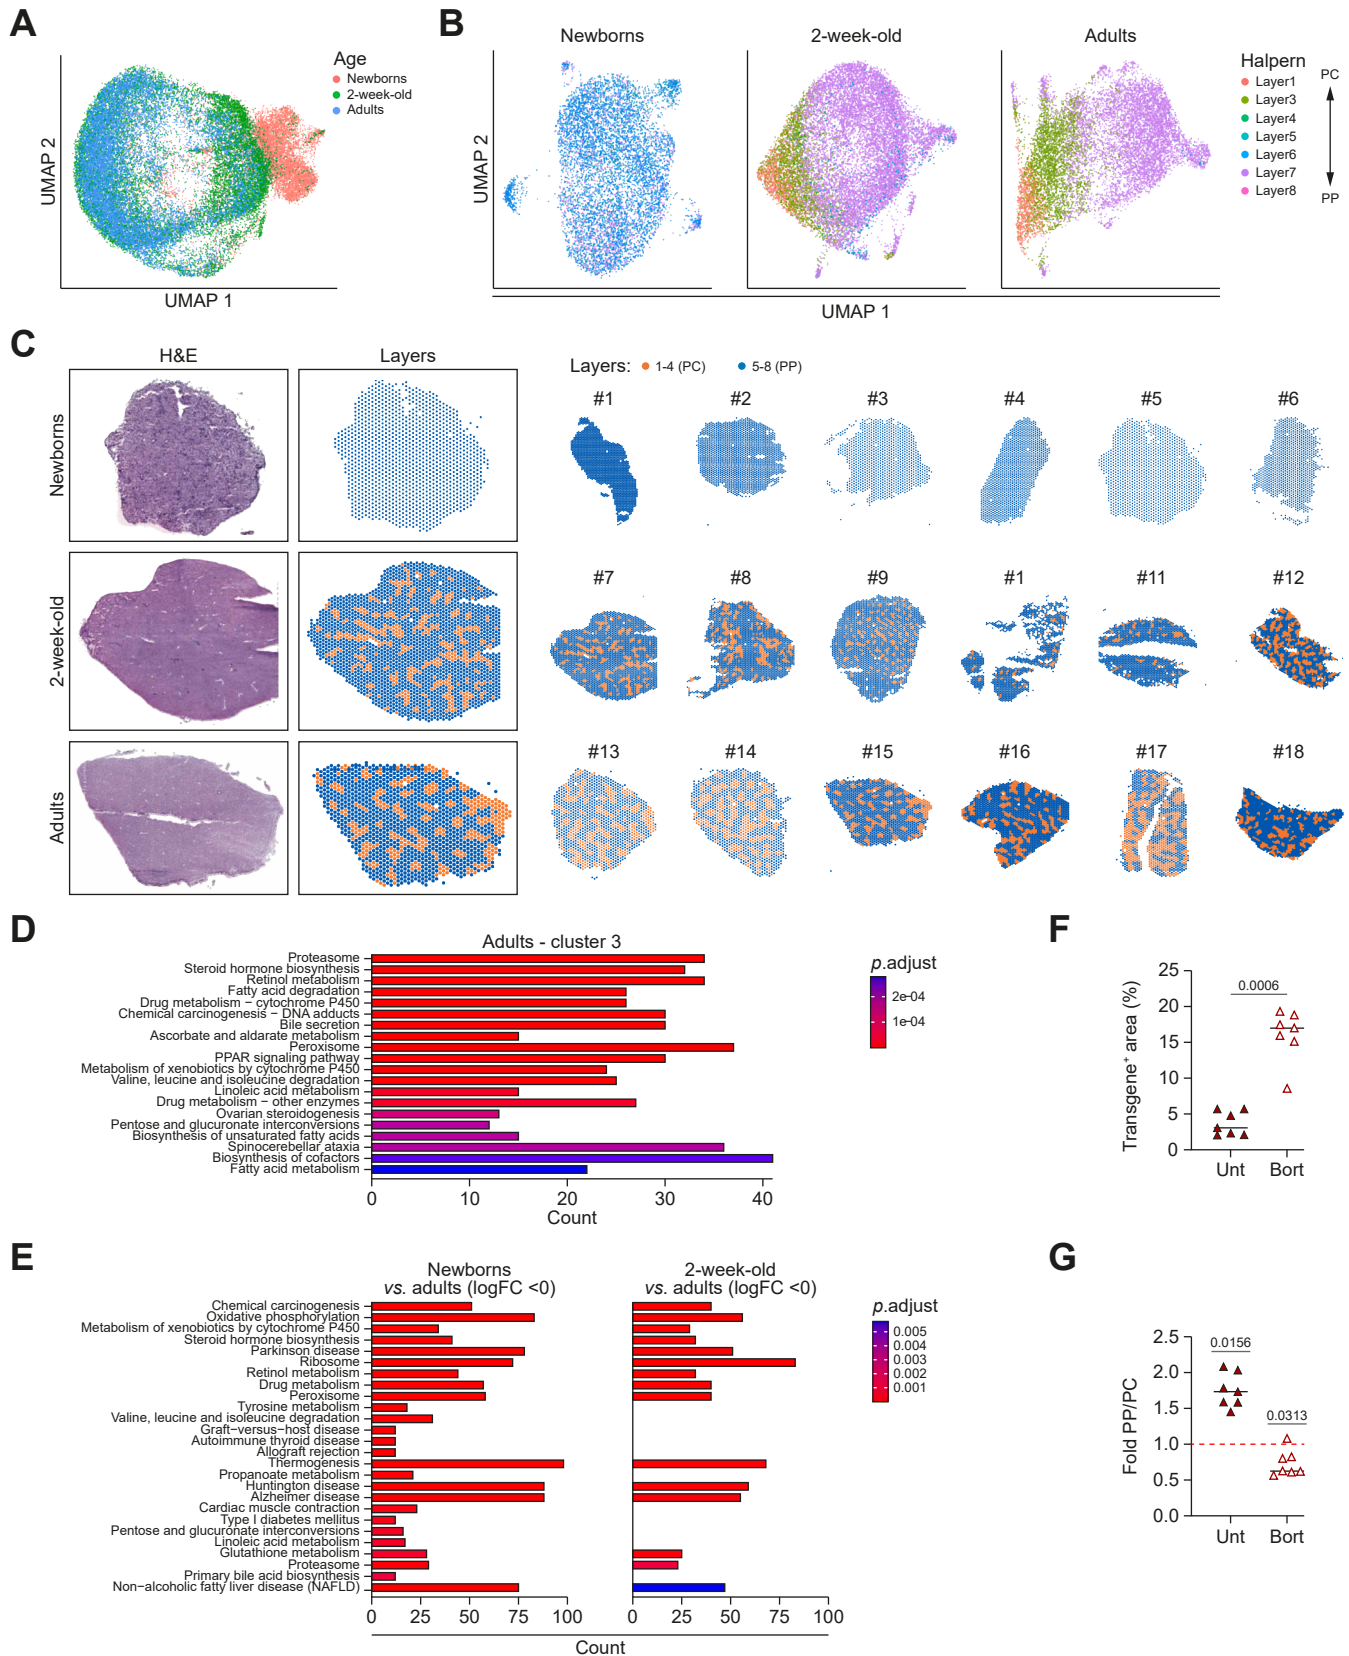 A
Age
Newborns
2-week-old
Adults
UMAP 2
UMAP 1
B
Newborns
2-week-old
Adults
UMAP 2
UMAP 1
Halpern
Layer1
Layer3
Layer4
Layer5
Layer6
Layer7
Layer8
PC
PP
C
H&E
Layers
Layers: 1-4 (PC) 5-8 (PP)
Newborns
#1 #2 #3 #4 #5 #6
2-week-old
#7 #8 #9 #1 #11 #12
Adults
#13 #14 #15 #16 #17 #18
D
Adults - cluster 3
Proteasome
Steroid hormone biosynthesis
Retinol metabolism
Fatty acid degradation
Drug metabolism − cytochrome P450
Chemical carcinogenesis − DNA adducts
Bile secretion
Ascorbate and aldarate metabolism
Peroxisome
PPAR signaling pathway
Metabolism of xenobiotics by cytochrome P450
Valine, leucine and isoleucine degradation
Linoleic acid metabolism
Drug metabolism − other enzymes
Ovarian steroidogenesis
Pentose and glucuronate interconversions
Biosynthesis of unsaturated fatty acids
Spinocerebellar ataxia
Biosynthesis of cofactors
Fatty acid metabolism
0 10 20 30 40
Count
p.adjust
2e−04
1e−04
F
Transgene+ area (%)
25
20
15
10
5
0
0.0006
Unt Bort
E
Newborns
vs. adults (logFC <0)
2-week-old
vs. adults (logFC <0)
Chemical carcinogenesis
Oxidative phosphorylation
Metabolism of xenobiotics by cytochrome P450
Steroid hormone biosynthesis
Parkinson disease
Ribosome
Retinol metabolism
Drug metabolism
Peroxisome
Tyrosine metabolism
Valine, leucine and isoleucine degradation
Graft−versus−host disease
Autoimmune thyroid disease
Allograft rejection
Thermogenesis
Propanoate metabolism
Huntington disease
Alzheimer disease
Cardiac muscle contraction
Type I diabetes mellitus
Pentose and glucuronate interconversions
Linoleic acid metabolism
Glutathione metabolism
Proteasome
Primary bile acid biosynthesis
Non−alcoholic fatty liver disease (NAFLD)
0 25 50 75 100
0 25 50 75 100
Count
p.adjust
0.005
0.004
0.003
0.002
0.001
G
Fold PP/PC
2.5
2.0
1.5
1.0
0.5
0.0
0.0156
0.0313
Unt Bort